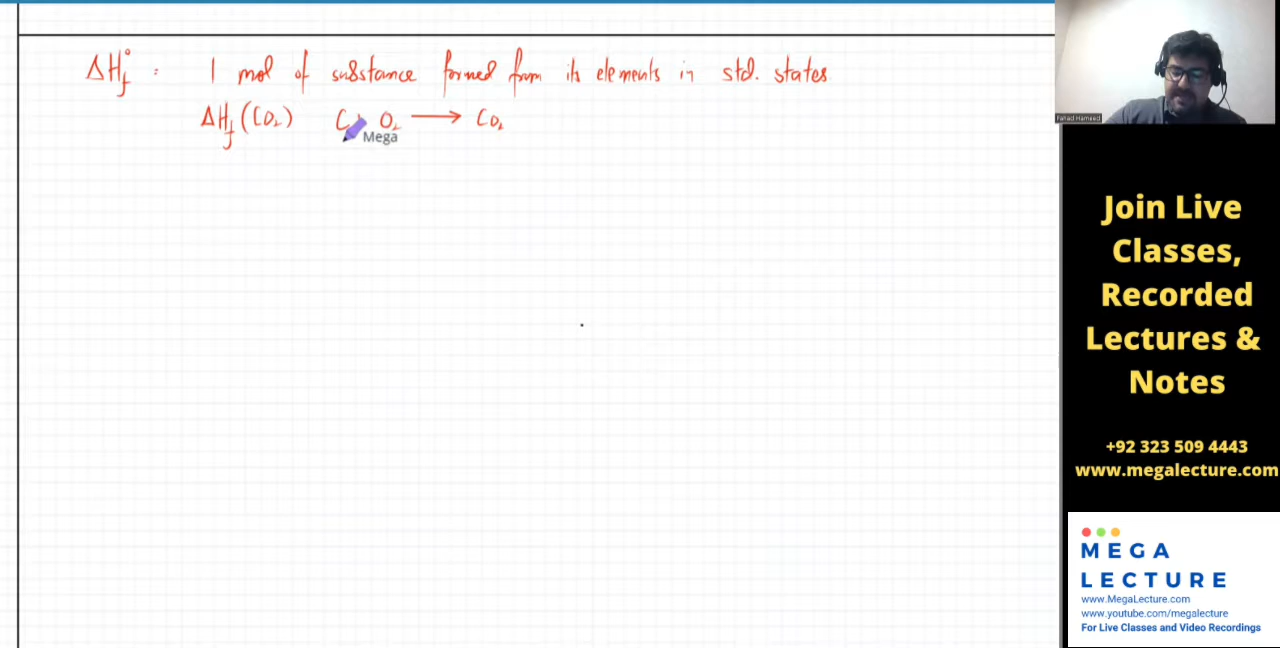 ΔH°f : 1 mol of substance formed from its elements in std. states
ΔHf (CO₂) C + O₂ ⟶ CO₂
Mega
Fahad Hameed
Join Live
Classes,
Recorded
Lectures &
Notes
+92 323 509 4443
www.megalecture.com
MEGA
LECTURE
www.MegaLecture.com
www.youtube.com/megalecture
For Live Classes and Video Recordings